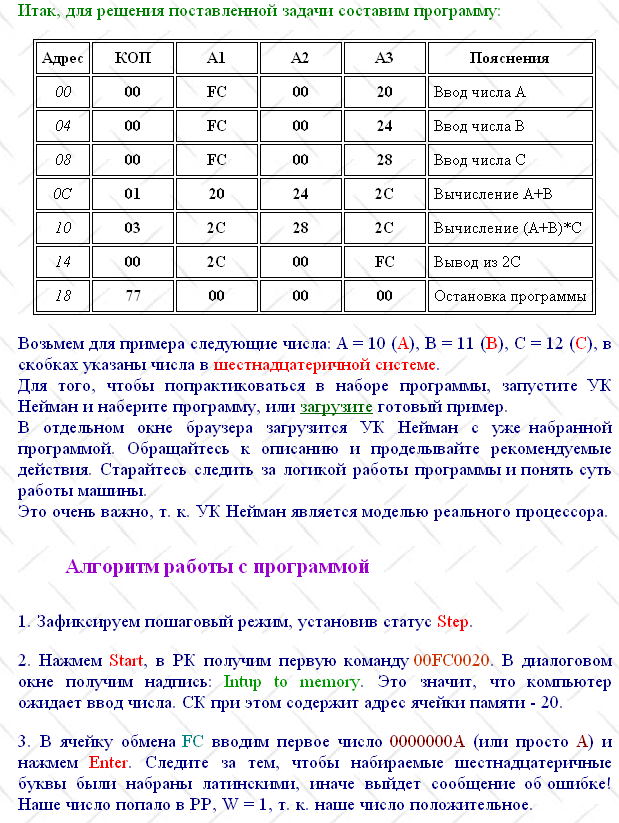 Итак, для решения поставленной задачи составим программу:
Адрес КОП А1 А2 А3 Пояснения
00 00 FC 00 20 Ввод числа А
04 00 FC 00 24 Ввод числа В
08 00 FC 00 28 Ввод числа С
0C 01 20 24 2C Вычисление А+В
10 03 2C 28 2C Вычисление (А+В)*С
14 00 2C 00 FC Вывод из 2С
18 77 00 00 00 Остановка программы
Возьмем для примера следующие числа: А = 10 (А), В = 11 (В), С = 12 (С), в
скобках указаны числа в шестнадцатеричной системе.
Для того, чтобы попрактиковаться в наборе программы, запустите УК
Нейман и наберите программу, или загрузите готовый пример.
В отдельном окне браузера загрузится УК Нейман с уже набранной
программой. Обращайтесь к описанию и проделывайте рекомендуемые
действия. Старайтесь следить за логикой работы программы и понять суть
работы машины.
Это очень важно, т. к. УК Нейман является моделью реального процессора.
Алгоритм работы с программой
1. Зафиксируем пошаговый режим, установив статус Step.
2. Нажмем Start, в РК получим первую команду 00FC0020. В диалоговом
окне получим надпись: Intup to memory. Это значит, что компьютер
ожидает ввод числа. СК при этом содержит адрес ячейки памяти - 20.
3. В ячейку обмена FC вводим первое число 0000000A (или просто А) и
нажмем Enter. Следите за тем, чтобы набираемые шестнадцатеричные
буквы были набраны латинскими, иначе выйдет сообщение об ошибке!
Наше число попало в РР, W = 1, т. к. наше число положительное.